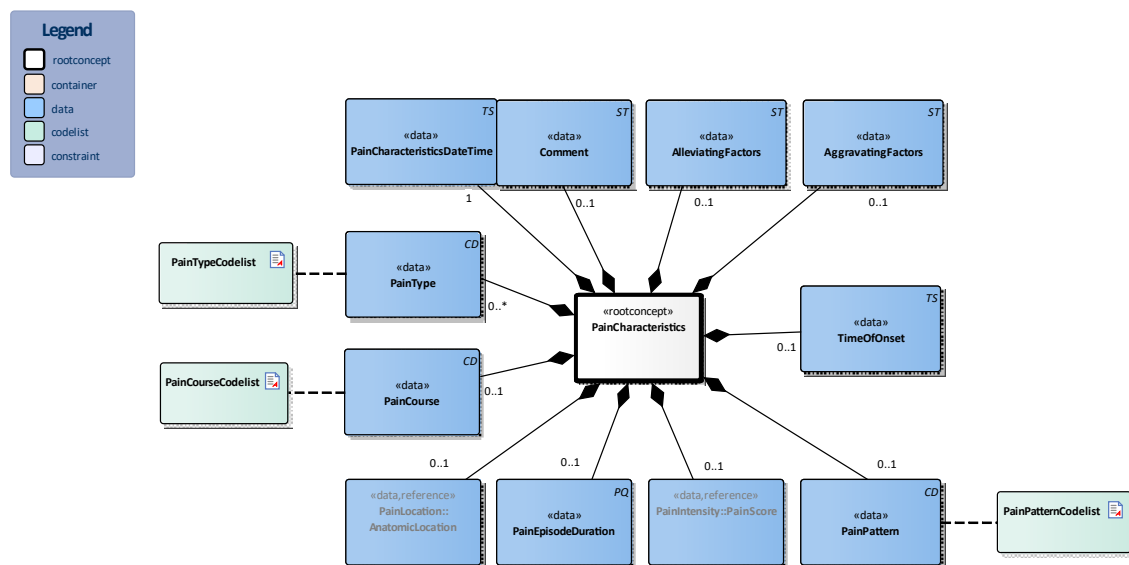 Legend
rootconcept
container
data
codelist
constraint
TS
«data»
PainCharacteristicsDateTime
ST
«data»
Comment
ST
«data»
AlleviatingFactors
ST
«data»
AggravatingFactors
1
0..1
0..1
0..1
PainTypeCodelist
CD
«data»
PainType
0..*
«rootconcept»
PainCharacteristics
TS
«data»
TimeOfOnset
0..1
PainCourseCodelist
CD
«data»
PainCourse
0..1
0..1
0..1
0..1
0..1
«data,reference»
PainLocation::
AnatomicLocation
PQ
«data»
PainEpisodeDuration
«data,reference»
PainIntensity::PainScore
CD
«data»
PainPattern
PainPatternCodelist